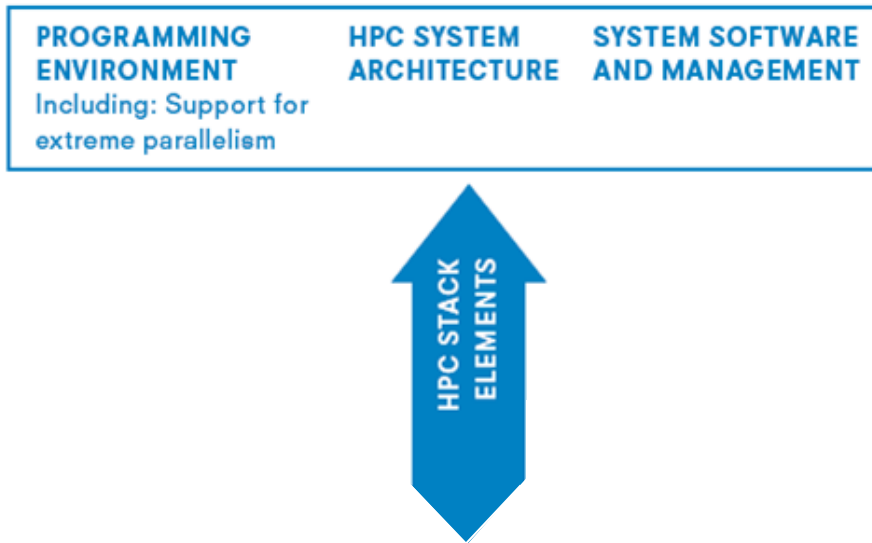 PROGRAMMING
ENVIRONMENT
Including: Support for
extreme parallelism
HPC SYSTEM
ARCHITECTURE
SYSTEM SOFTWARE
AND MANAGEMENT
HPC STACK
ELEMENTS